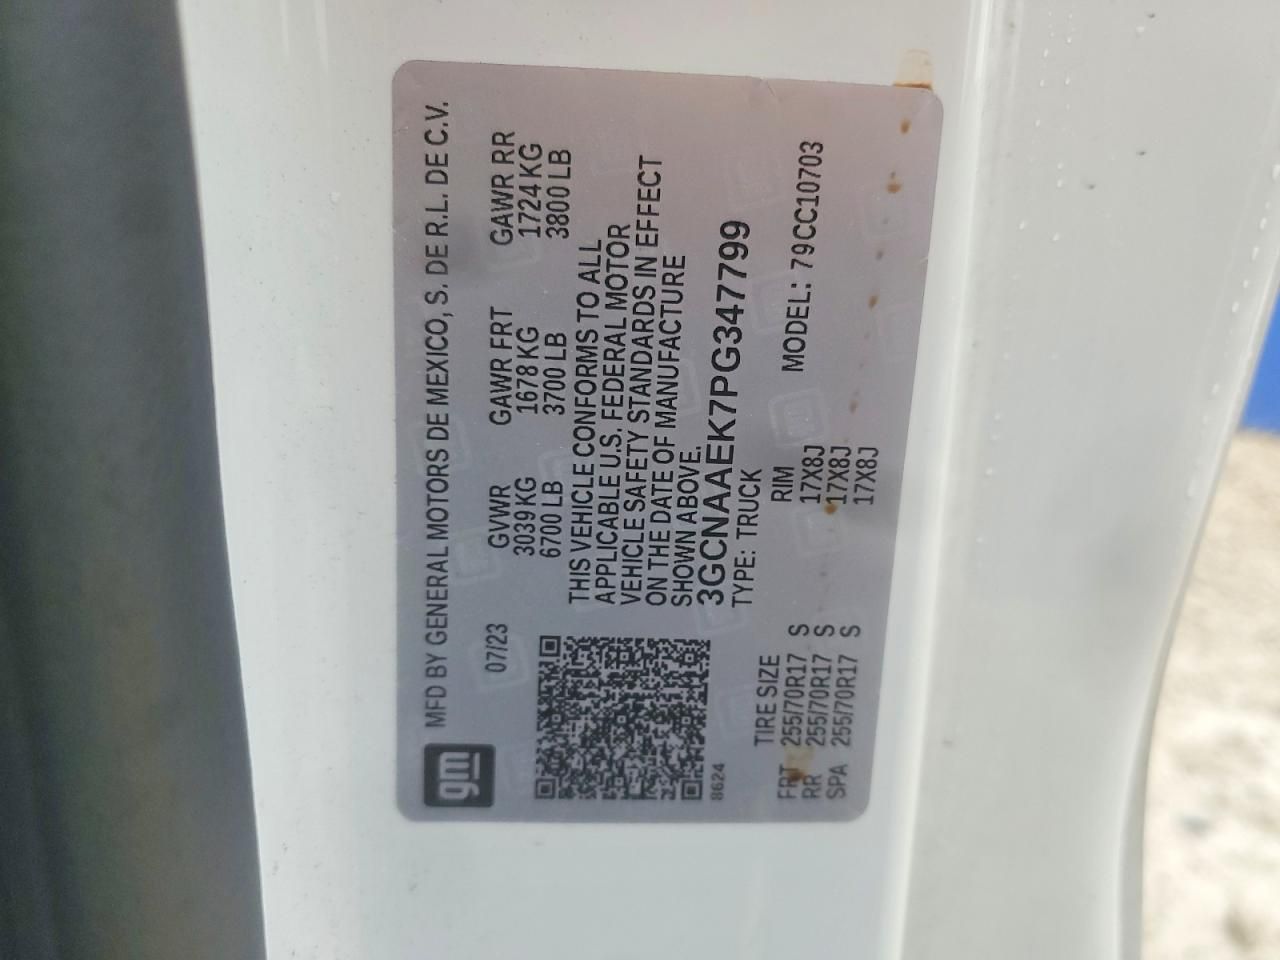 gm
MFD BY GENERAL MOTORS DE MEXICO, S. DE R.L. DE C.V.
07/23 GVWR GAWR FRT GAWR RR
3039 KG 1678 KG 1724 KG
6700 LB 3700 LB 3800 LB
THIS VEHICLE CONFORMS TO ALL
APPLICABLE U.S. FEDERAL MOTOR
VEHICLE SAFETY STANDARDS IN EFFECT
ON THE DATE OF MANUFACTURE
SHOWN ABOVE.
3GCNAAEK7PG347799
8624 TYPE: TRUCK
TIRE SIZE RIM MODEL: 79CC10703
FRT 255/70R17 S 17X8J
RR 255/70R17 S 17X8J
SPA 255/70R17 S 17X8J